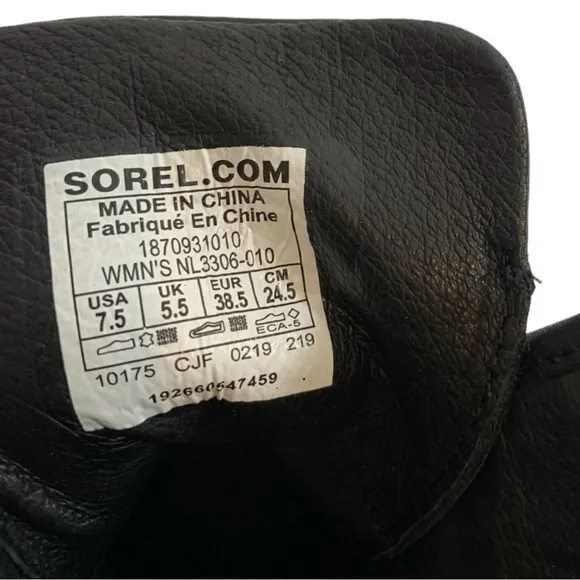 SOREL.COM
MADE IN CHINA
Fabriqué En Chine
1870931010
WMN'S NL3306-010
USA UK EUR CM
7.5 5.5 38.5 24.5
ECA-5
10175 CJF 0219 219
192660547459